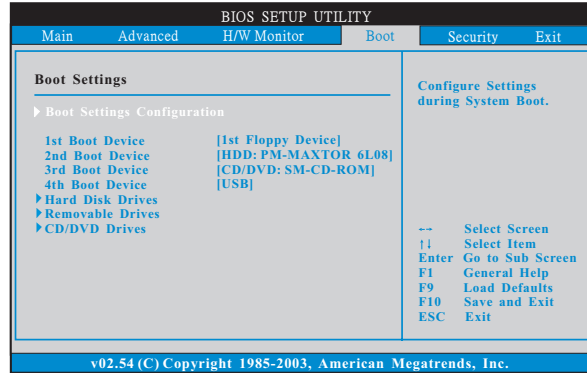 BIOS SETUP UTILITY
Main Advanced H/W Monitor Boot Security Exit
Boot Settings
Boot Settings Configuration
1st Boot Device [1st Floppy Device]
2nd Boot Device [HDD: PM-MAXTOR 6L08]
3rd Boot Device [CD/DVD: SM-CD-ROM]
4th Boot Device [USB]
Hard Disk Drives
Removable Drives
CD/DVD Drives
Configure Settings
during System Boot.
←→ Select Screen
↑↓ Select Item
Enter Go to Sub Screen
F1 General Help
F9 Load Defaults
F10 Save and Exit
ESC Exit
v02.54 (C) Copyright 1985-2003, American Megatrends, Inc.